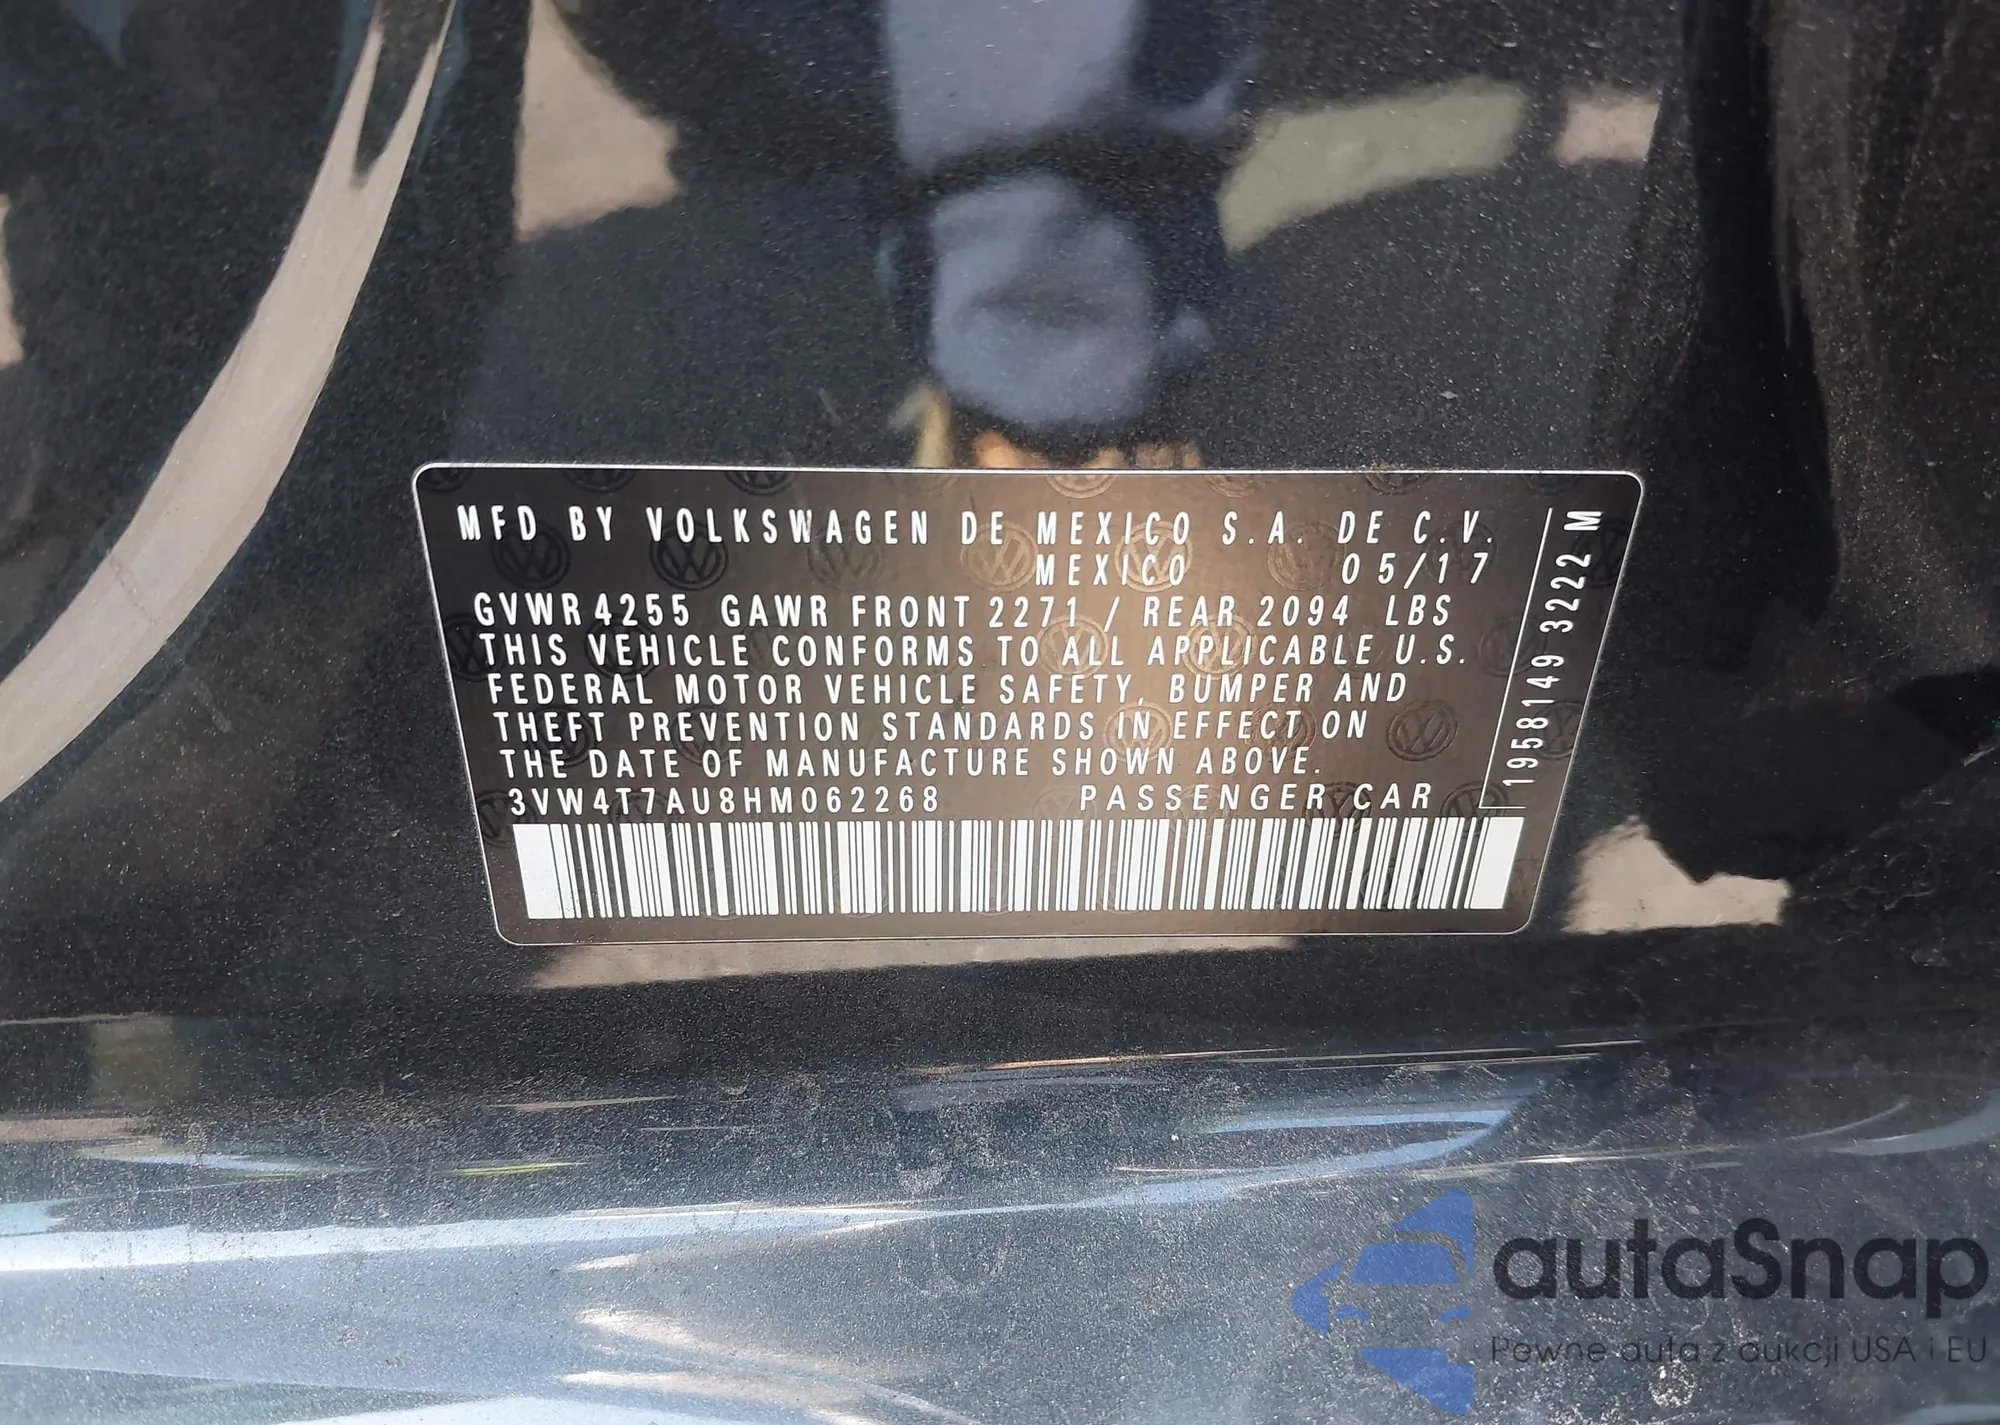 MFD BY VOLKSWAGEN DE MEXICO S.A. DE C.V.
MEXICO 05/17
GVWR 4255 GAWR FRONT 2271 / REAR 2094 LBS
THIS VEHICLE CONFORMS TO ALL APPLICABLE U.S.
FEDERAL MOTOR VEHICLE SAFETY, BUMPER AND
THEFT PREVENTION STANDARDS IN EFFECT ON
THE DATE OF MANUFACTURE SHOWN ABOVE.
3VW4T7AU8HM062268 PASSENGER CAR
1958149 3222 M
autaSnap
Pewne auta z aukcji USA i EU